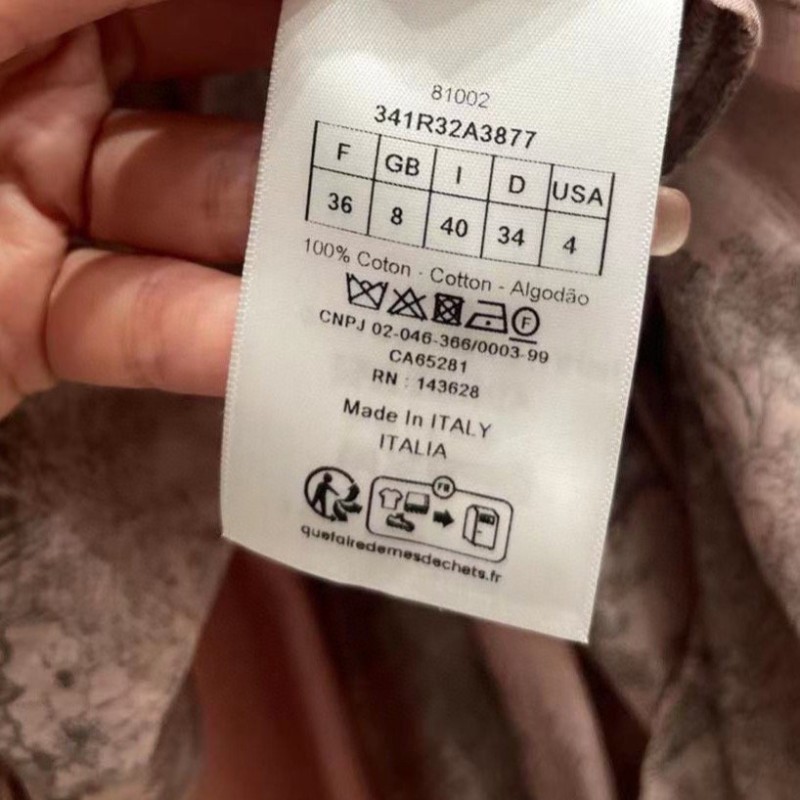 81002
341R32A3877
F GB I D USA
36 8 40 34 4
100% Coton - Cotton - Algodão
F
CNPJ 02-046-366/0003-99
CA65281
RN : 143628
Made In ITALY
ITALIA
FR
quefairedemesdechets.fr